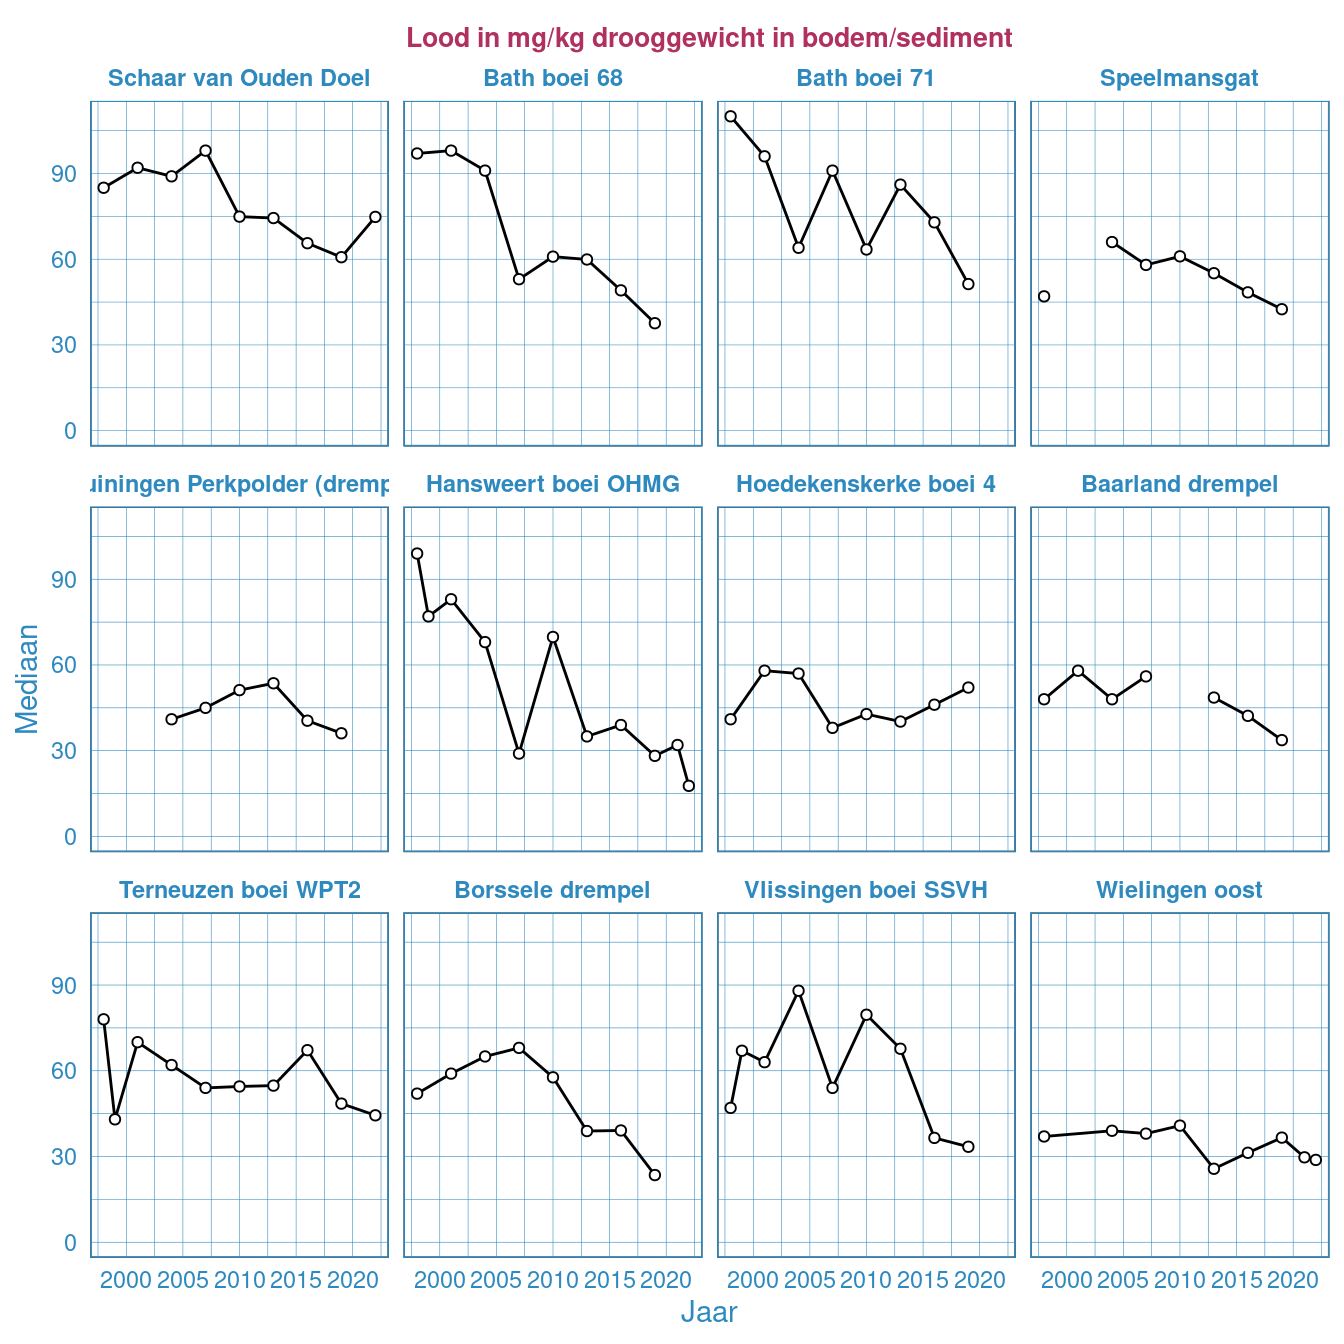 Lood in mg/kg drooggewicht in bodem/sediment
Schaar van Ouden Doel Bath boei 68 Bath boei 71 Speelmansgat
90
60
30
0
uiningen Perkpolder (dremp Hansweert boei OHMG Hoedekenskerke boei 4 Baarland drempel
90
60
30
0
Mediaan
Terneuzen boei WPT2 Borssele drempel Vlissingen boei SSVH Wielingen oost
90
60
30
0
2000 2005 2010 2015 2020 2000 2005 2010 2015 2020 2000 2005 2010 2015 2020 2000 2005 2010 2015 2020
Jaar